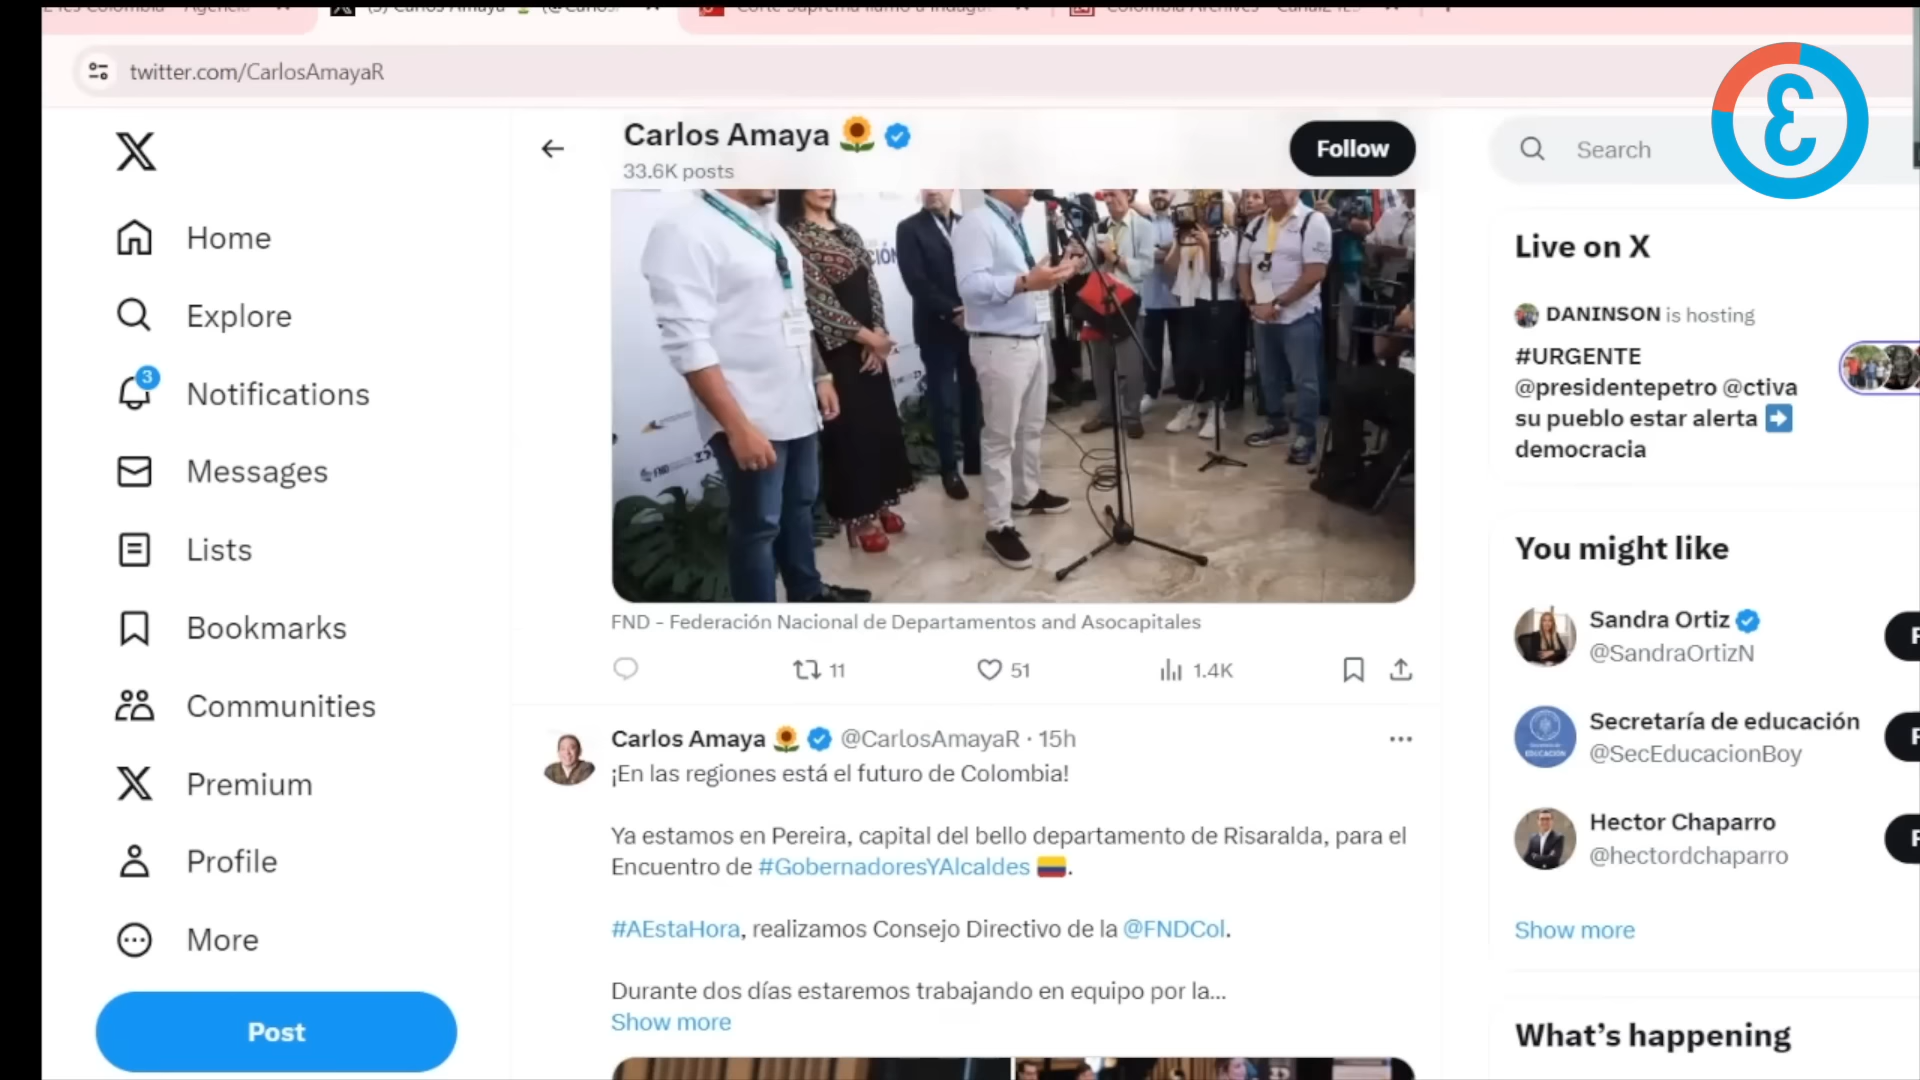 twitter.com/CarlosAmayaR
Carlos Amaya
33.6K posts
Follow
Search
Home
Explore
3
Notifications
Messages
Lists
Bookmarks
Communities
Premium
Profile
More
Post
FND - Federación Nacional de Departamentos and Asocapitales
11
51
1.4K
Carlos Amaya @CarlosAmayaR · 15h
¡En las regiones está el futuro de Colombia!
Ya estamos en Pereira, capital del bello departamento de Risaralda, para el
Encuentro de #GobernadoresYAlcaldes.
#AEstaHora, realizamos Consejo Directivo de la @FNDCol.
Durante dos días estaremos trabajando en equipo por la...
Show more
Live on X
DANINSON is hosting
#URGENTE
@presidentepetro @ctiva
su pueblo estar alerta
democracia
You might like
Sandra Ortiz
@SandraOrtizN
Secretaría de educación
@SecEducacionBoy
Hector Chaparro
@hectordchaparro
Show more
What's happening